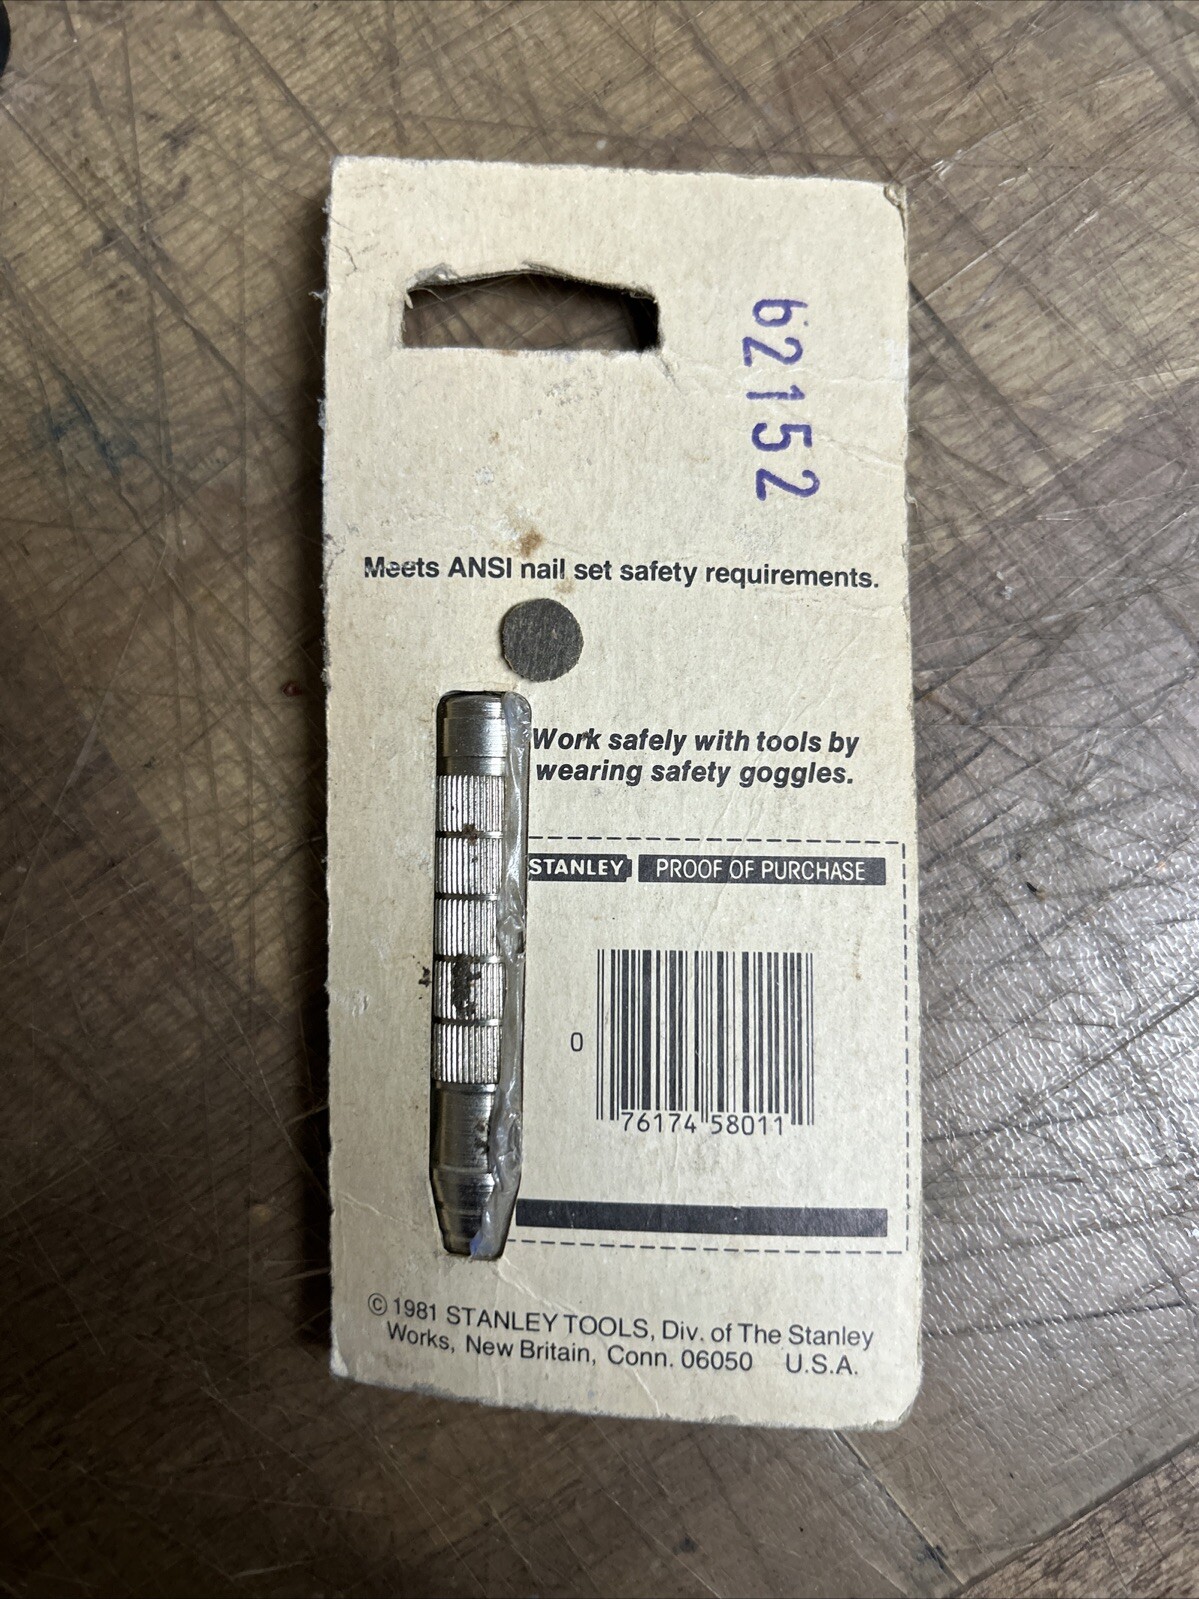 62152
Meets ANSI nail set safety requirements.
Work safely with tools by
wearing safety goggles.
STANLEY PROOF OF PURCHASE
0
76174 58011
© 1981 STANLEY TOOLS, Div. of The Stanley
Works, New Britain, Conn. 06050 U.S.A.